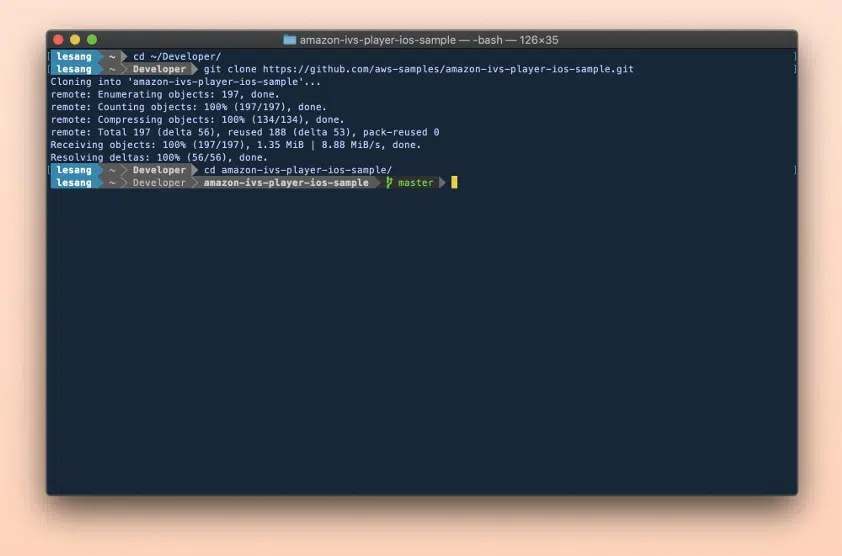 amazon-ivs-player-ios-sample — -bash — 126×35
lesang ~ cd ~/Developer/
lesang ~ Developer git clone https://github.com/aws-samples/amazon-ivs-player-ios-sample.git
Cloning into 'amazon-ivs-player-ios-sample'...
remote: Enumerating objects: 197, done.
remote: Counting objects: 100% (197/197), done.
remote: Compressing objects: 100% (134/134), done.
remote: Total 197 (delta 56), reused 188 (delta 53), pack-reused 0
Receiving objects: 100% (197/197), 1.35 MiB | 8.88 MiB/s, done.
Resolving deltas: 100% (56/56), done.
lesang ~ Developer cd amazon-ivs-player-ios-sample/
lesang ~ Developer amazon-ivs-player-ios-sample master